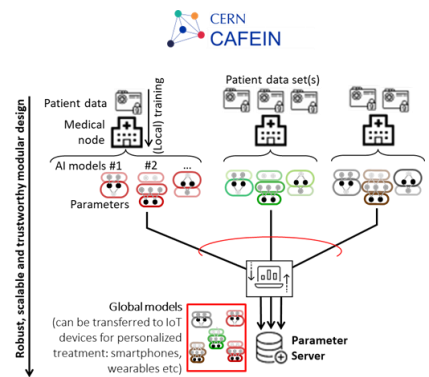 CERN
CAFEIN
Robust, scalable and trustworthy modular design
Patient data
Medical
node
(Local) training
Patient data set(s)
AI models #1
#2
...
Parameters
Global models
(can be transferred to IoT
devices for personalized
treatment: smartphones,
wearables etc)
Parameter
Server